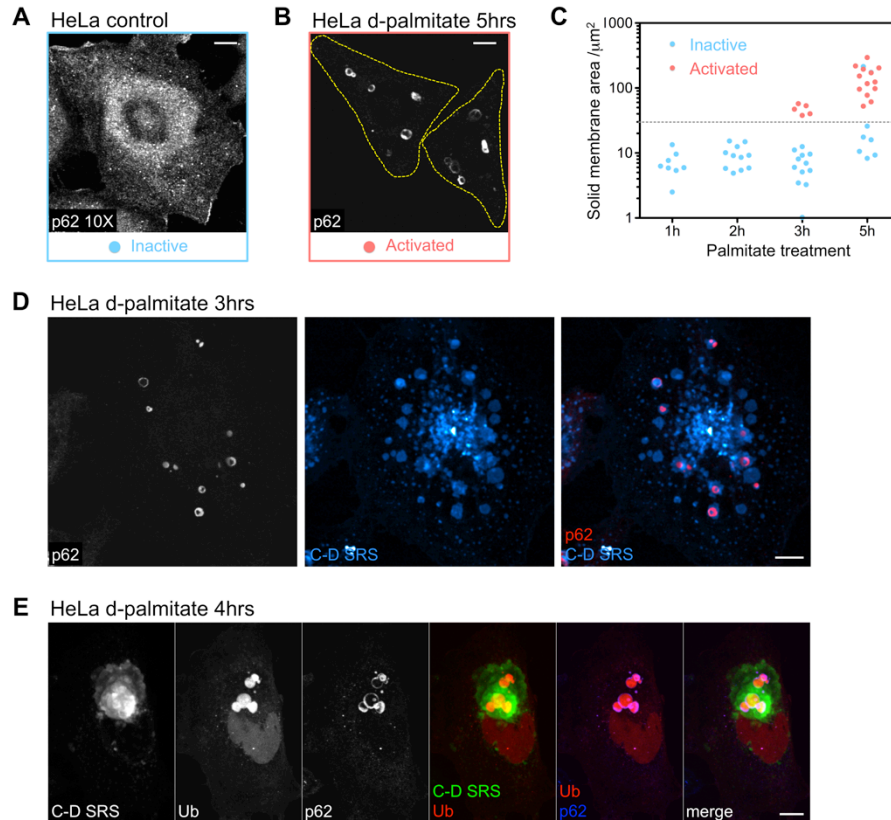 A HeLa control
p62 10X
Inactive
B HeLa d-palmitate 5hrs
p62
Activated
C
Solid membrane area /μm²
1000
100
10
1
Inactive
Activated
1h 2h 3h 5h
Palmitate treatment
D HeLa d-palmitate 3hrs
p62
C-D SRS
p62
C-D SRS
E HeLa d-palmitate 4hrs
C-D SRS
Ub
p62
C-D SRS
Ub
Ub
p62
merge